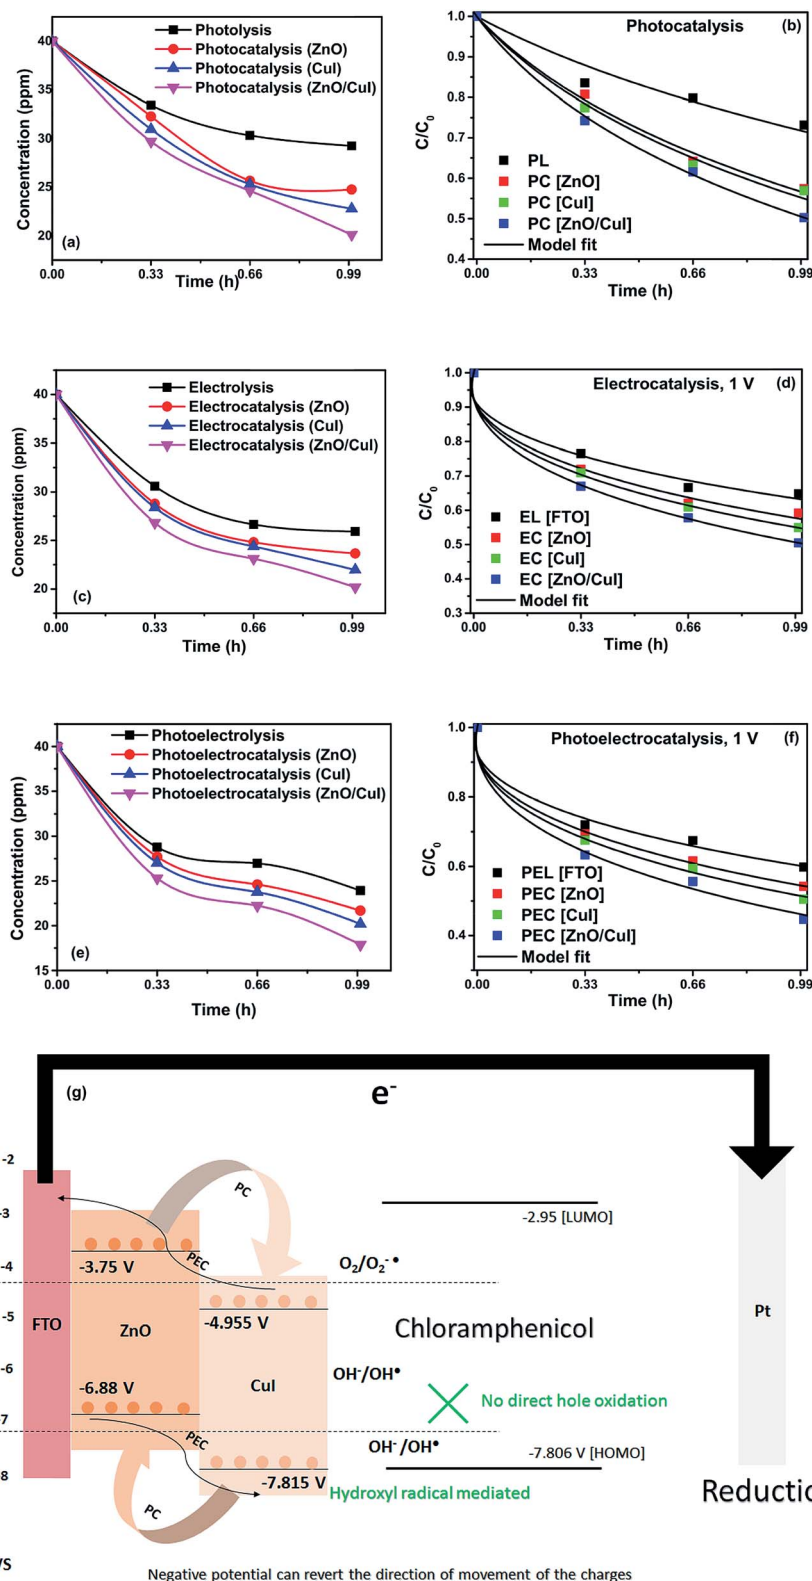 Photolysis
Photocatalysis (ZnO)
Photocatalysis (CuI)
Photocatalysis (ZnO/CuI)
40
35
30
25
20
Concentration (ppm)
(a)
0.00 0.33 0.66 0.99
Time (h)
Photocatalysis (b)
1.0
0.9
0.8
0.7
0.6
0.5
0.4
C/C₀
PL
PC [ZnO]
PC [CuI]
PC [ZnO/CuI]
Model fit
0.00 0.33 0.66 0.99
Time (h)
Electrolysis
Electrocatalysis (ZnO)
Electrocatalysis (CuI)
Electrocatalysis (ZnO/CuI)
40
35
30
25
20
Concentration (ppm)
(c)
0.00 0.33 0.66 0.99
Time (h)
Electrocatalysis, 1 V (d)
1.0
0.9
0.8
0.7
0.6
0.5
0.4
0.3
C/C₀
EL [FTO]
EC [ZnO]
EC [CuI]
EC [ZnO/CuI]
Model fit
0.00 0.33 0.66 0.99
Time (h)
Photoelectrolysis
Photoelectrocatalysis (ZnO)
Photoelectrocatalysis (CuI)
Photoelectrocatalysis (ZnO/CuI)
40
35
30
25
20
15
Concentration (ppm)
(e)
0.00 0.33 0.66 0.99
Time (h)
Photoelectrocatalysis, 1 V (f)
1.0
0.8
0.6
0.4
C/C₀
PEL [FTO]
PEC [ZnO]
PEC [CuI]
PEC [ZnO/CuI]
Model fit
0.00 0.33 0.66 0.99
Time (h)
(g)
e⁻
-2
-3
-4
-5
-6
-7
-8
PC
-2.95 [LUMO]
PEC
O₂/O₂⁻•
-3.75 V
FTO
ZnO
-4.955 V
Chloramphenicol
Pt
CuI
OH⁻/OH•
-6.88 V
No direct hole oxidation
PEC
OH⁻/OH•
-7.806 V [HOMO]
-7.815 V
Hydroxyl radical mediated
PC
Reductio
VS
Negative potential can revert the direction of movement of the charges